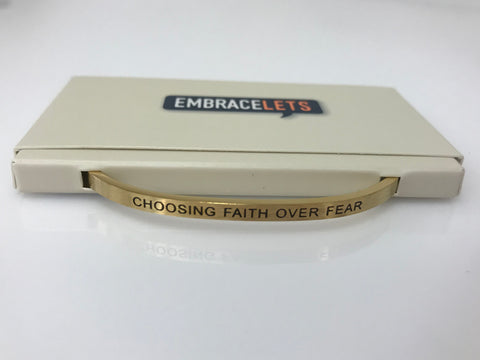 EMBRACELETS
CHOOSING FAITH OVER FEAR